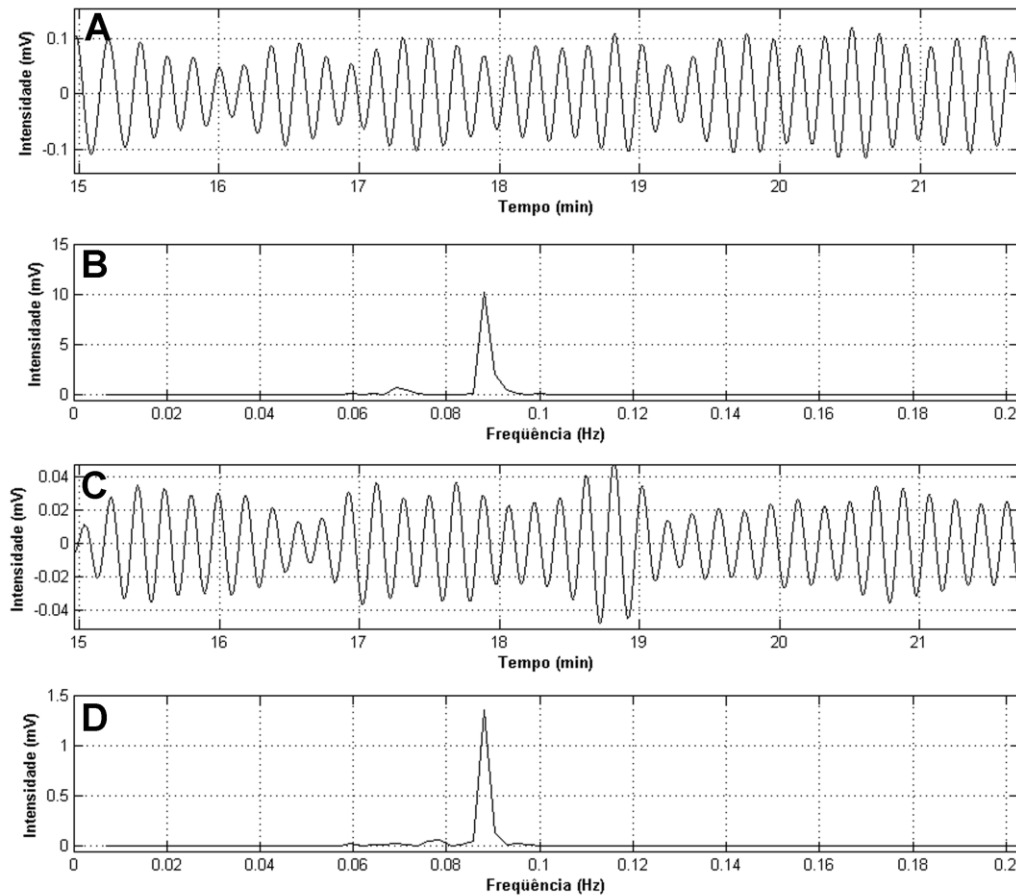 A
Intensidade (mV)
0.1
0
-0.1
15 16 17 18 19 20 21
Tempo (min)
B
Intensidade (mV)
15
10
5
0
0 0.02 0.04 0.06 0.08 0.1 0.12 0.14 0.16 0.18 0.2
Freqüência (Hz)
C
Intensidade (mV)
0.04
0.02
0
-0.02
-0.04
15 16 17 18 19 20 21
Tempo (min)
D
Intensidade (mV)
1.5
1
0.5
0
0 0.02 0.04 0.06 0.08 0.1 0.12 0.14 0.16 0.18 0.2
Freqüência (Hz)